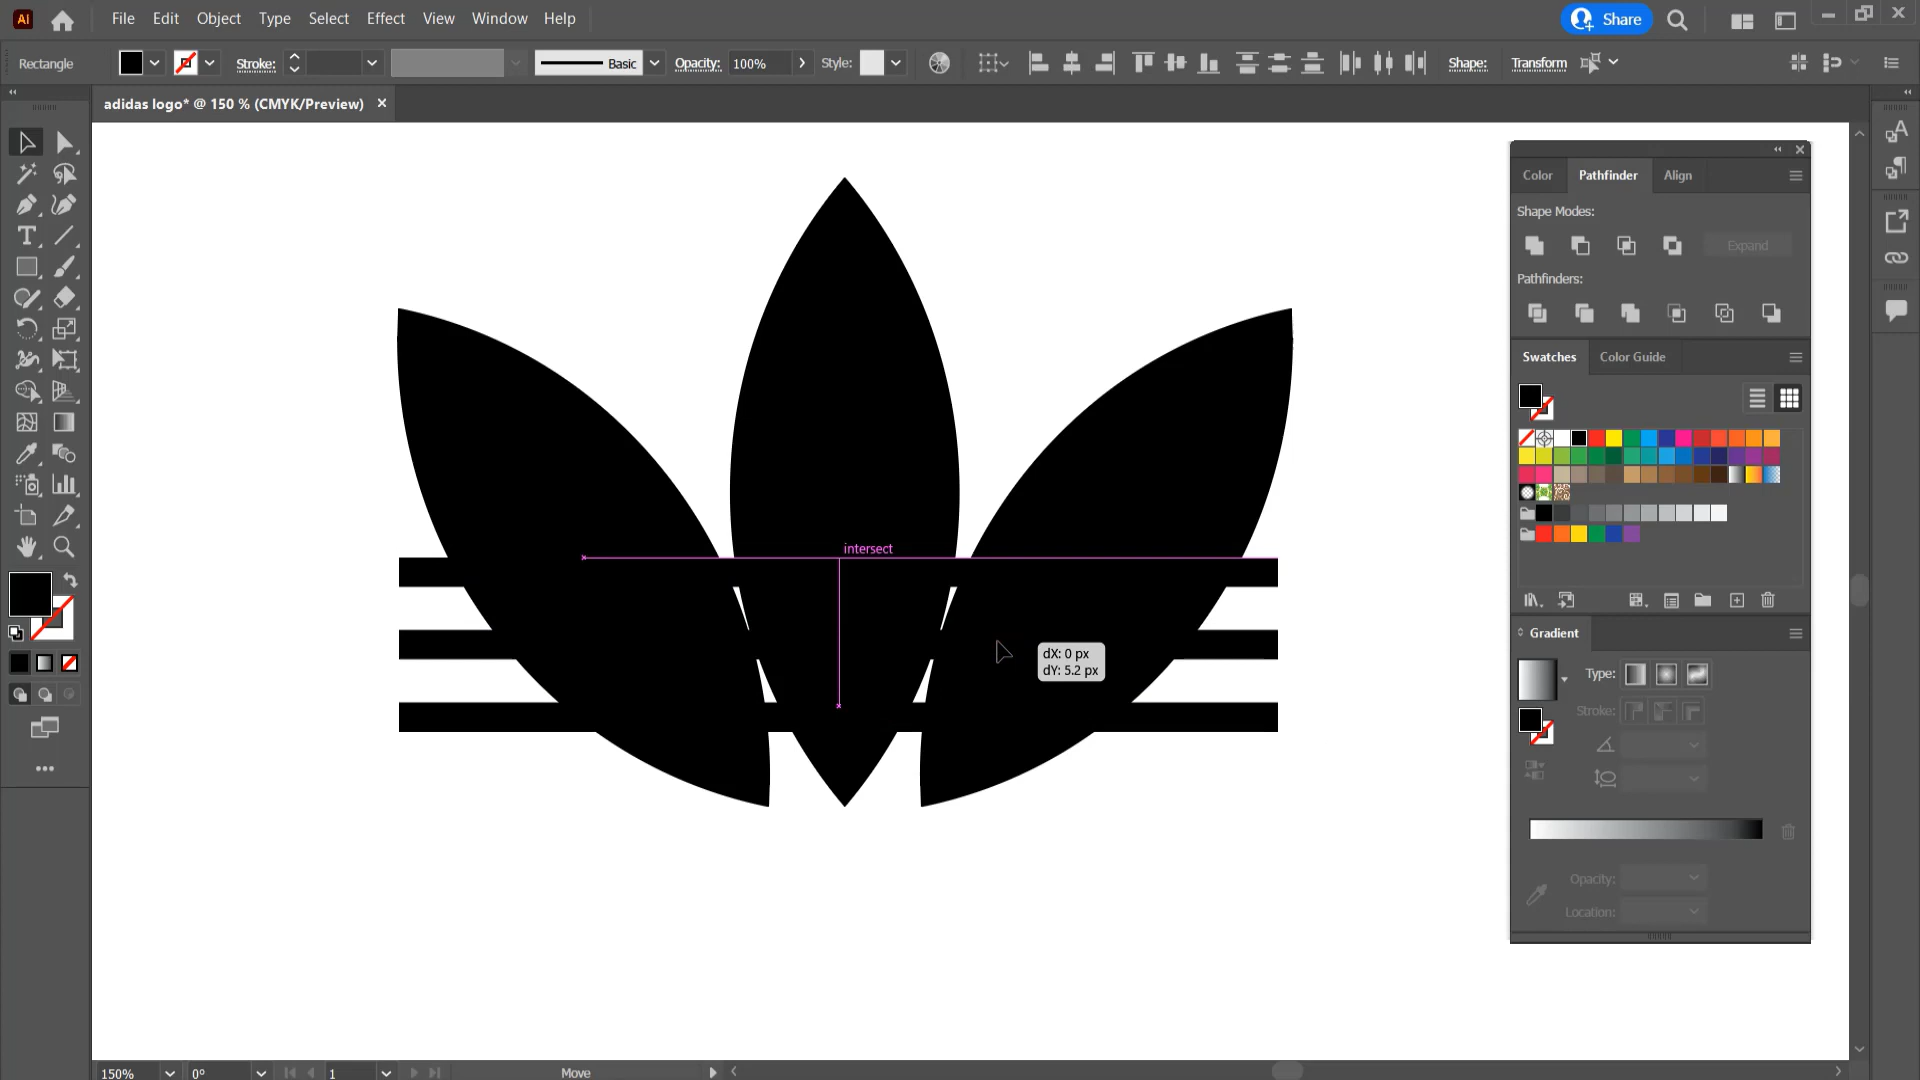 Ai File Edit Object Type Select Effect View Window Help Share
Rectangle Stroke: Basic Opacity: 100% Style: Shape: Transform
adidas logo* @ 150 % (CMYK/Preview)
Color Pathfinder Align
Shape Modes:
Expand
Pathfinders:
Swatches Color Guide
intersect
dX: 0 px
dY: 5.2 px
Gradient
Type:
Stroke:
Opacity:
Location:
150% 0° 1 Move